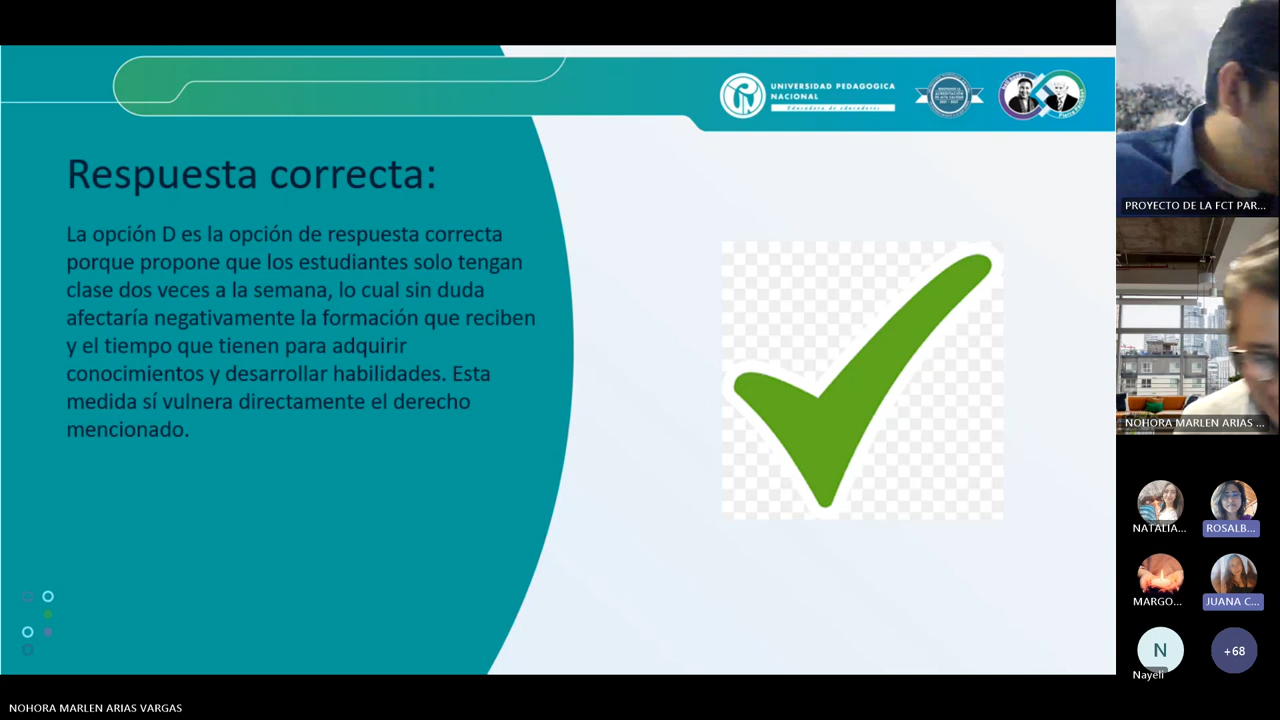 UNIVERSIDAD PEDAGOGICA
NACIONAL
Educadora de educadores
Respuesta correcta:
La opción D es la opción de respuesta correcta
porque propone que los estudiantes solo tengan
clase dos veces a la semana, lo cual sin duda
afectaría negativamente la formación que reciben
y el tiempo que tienen para adquirir
conocimientos y desarrollar habilidades. Esta
medida sí vulnera directamente el derecho
mencionado.
PROYECTO DE LA FCT PAR...
NOHORA MARLEN ARIAS ...
NATALIA...
ROSALB...
MARGO...
JUANA C...
N
Nayeli
+68
NOHORA MARLEN ARIAS VARGAS